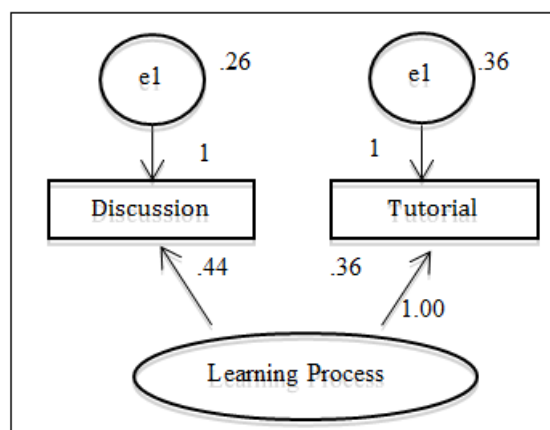 e1 .26
e1 .36
1
1
Discussion
Tutorial
.44
.36
1.00
Learning Process